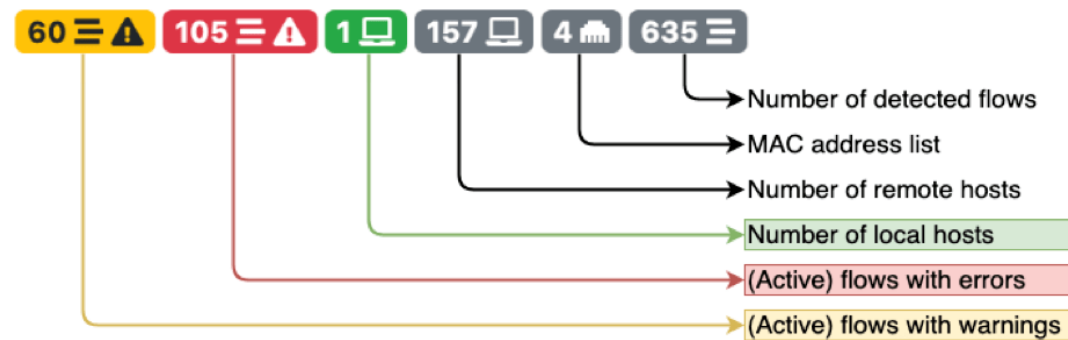 60 105 1 157 4 635
Number of detected flows
MAC address list
Number of remote hosts
Number of local hosts
(Active) flows with errors
(Active) flows with warnings